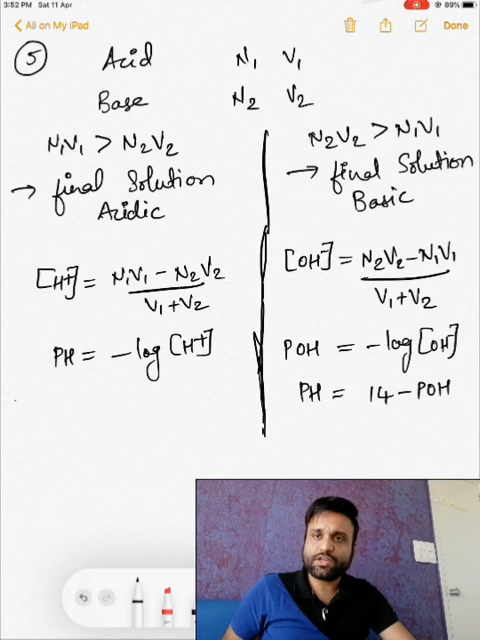 3:52 PM Sat 11 Apr
89%
All on My iPad
Done
5 Acid N₁ V₁
Base N₂ V₂
N₁V₁ > N₂V₂
→ final Solution
Acidic
[H+] = N₁V₁ - N₂V₂
V₁+V₂
PH = -log [H+]
N₂V₂ > N₁V₁
→ final Solution
Basic
[OH] = N₂V₂-N₁V₁
V₁+V₂
POH = -log[OH]
PH = 14-POH